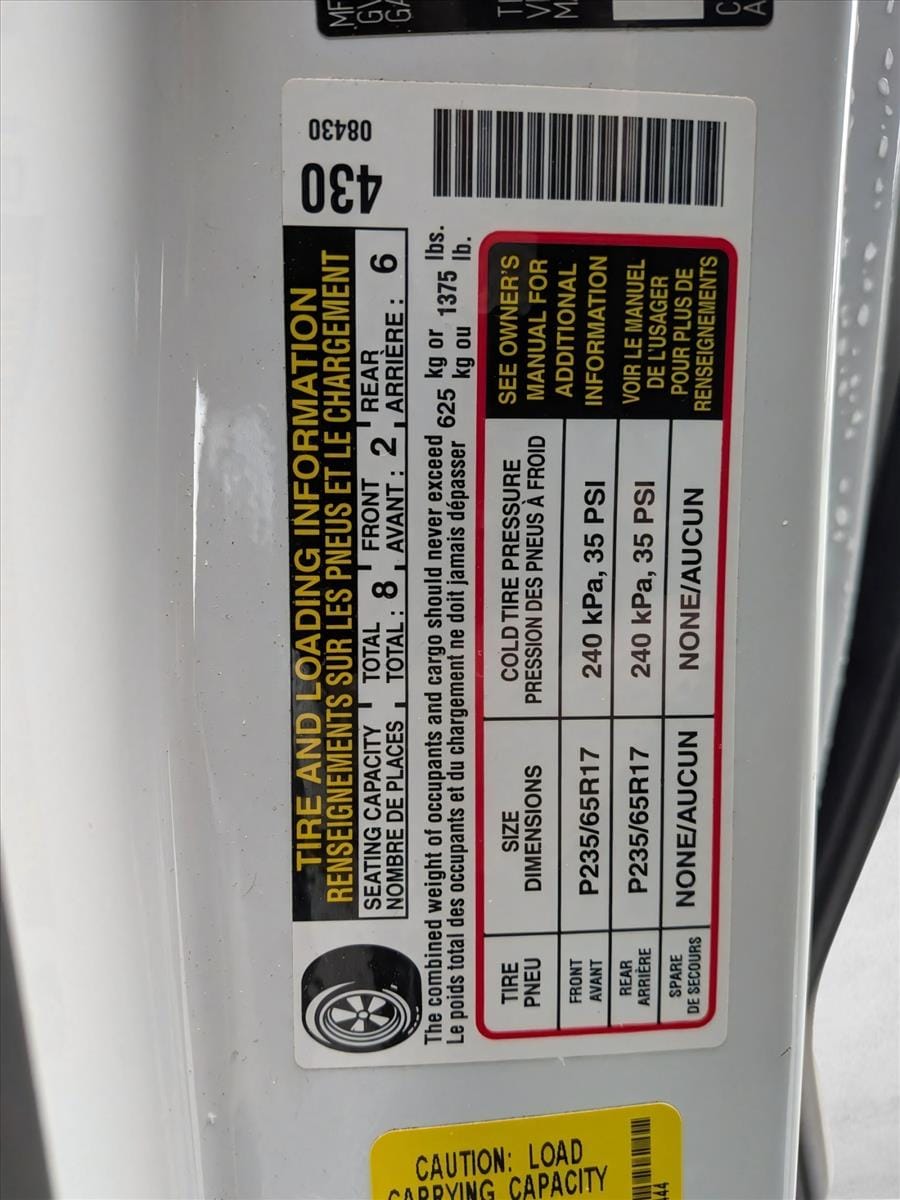 MF
GV
GA
T
VE
M
C
A
430
08430
TIRE AND LOADING INFORMATION
RENSEIGNEMENTS SUR LES PNEUS ET LE CHARGEMENT
SEATING CAPACITY TOTAL 8 FRONT 2 REAR 6
NOMBRE DE PLACES TOTAL : AVANT : ARRIÈRE :
The combined weight of occupants and cargo should never exceed 625 kg or 1375 lbs.
Le poids total des occupants et du chargement ne doit jamais dépasser kg ou lb.
TIRE SIZE COLD TIRE PRESSURE
PNEU DIMENSIONS PRESSION DES PNEUS À FROID
FRONT P235/65R17 240 kPa, 35 PSI
AVANT
REAR P235/65R17 240 kPa, 35 PSI
ARRIÈRE
SPARE NONE/AUCUN NONE/AUCUN
DE SECOURS
SEE OWNER'S
MANUAL FOR
ADDITIONAL
INFORMATION
VOIR LE MANUEL
DE L'USAGER
POUR PLUS DE
RENSEIGNEMENTS
CAUTION: LOAD
CARRYING CAPACITY
44